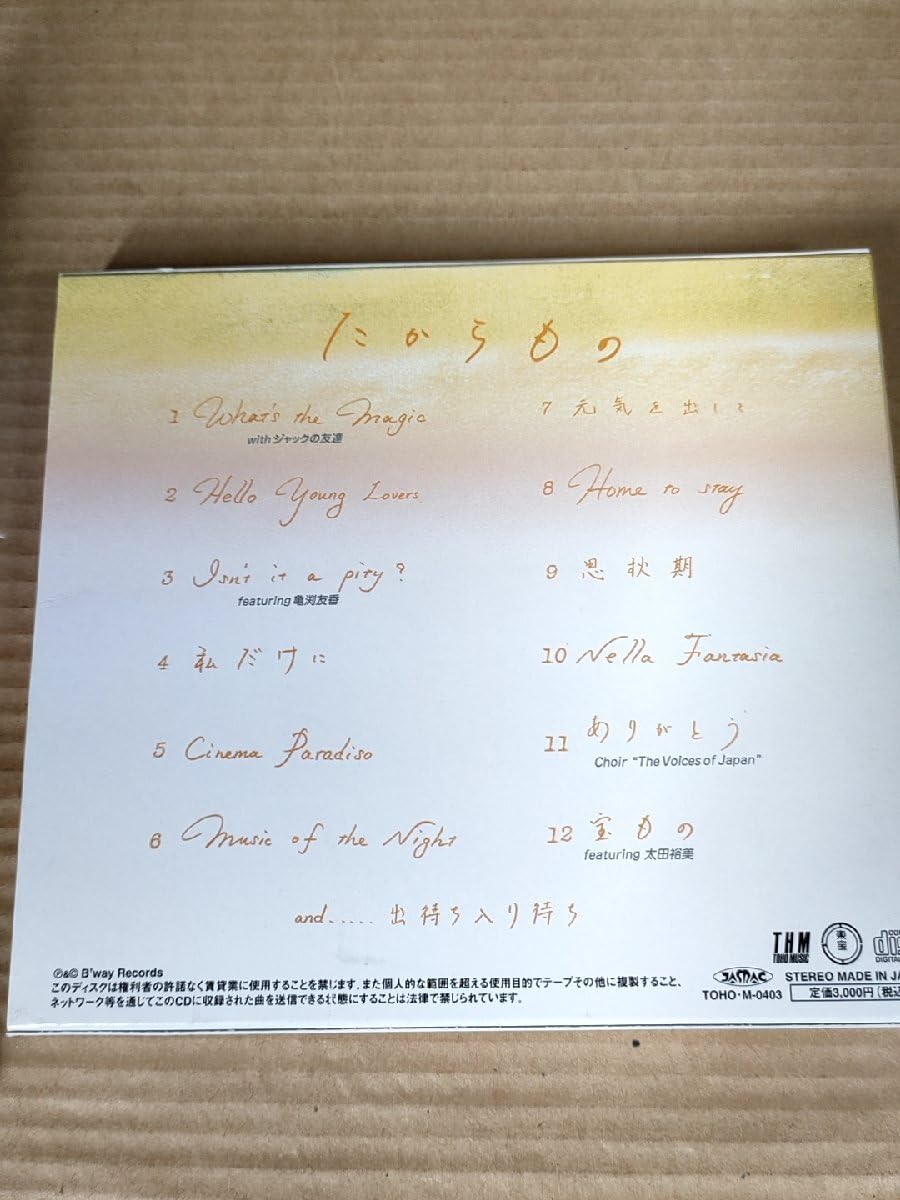 たからもの
1 What's the Magic
with ジャックの友達
2 Hello Young Lovers
3 Isn't it a pity?
featuring 亀渕友香
4 私だけに
5 Cinema Paradiso
6 Music of the Night
7 元気を出して
8 Home to stay
9 思秋期
10 Nella Fantasia
11 ありがとう
Choir "The Voices of Japan"
12 宝もの
featuring 太田裕美
and..... 出待ち入り待ち
℗&© B'way Records
このディスクは権利者の許諾なく賃貸業に使用することを禁じます。また個人的な範囲を超える使用目的でテープその他に複製すること、
ネットワーク等を通じてこのCDに収録された曲を送信できる状態にすることは法律で禁じられています。
THM
TOHO MUSIC
東宝
JASRAC
TOHO・M-0403
STEREO MADE IN JA
定価3,000円(税込